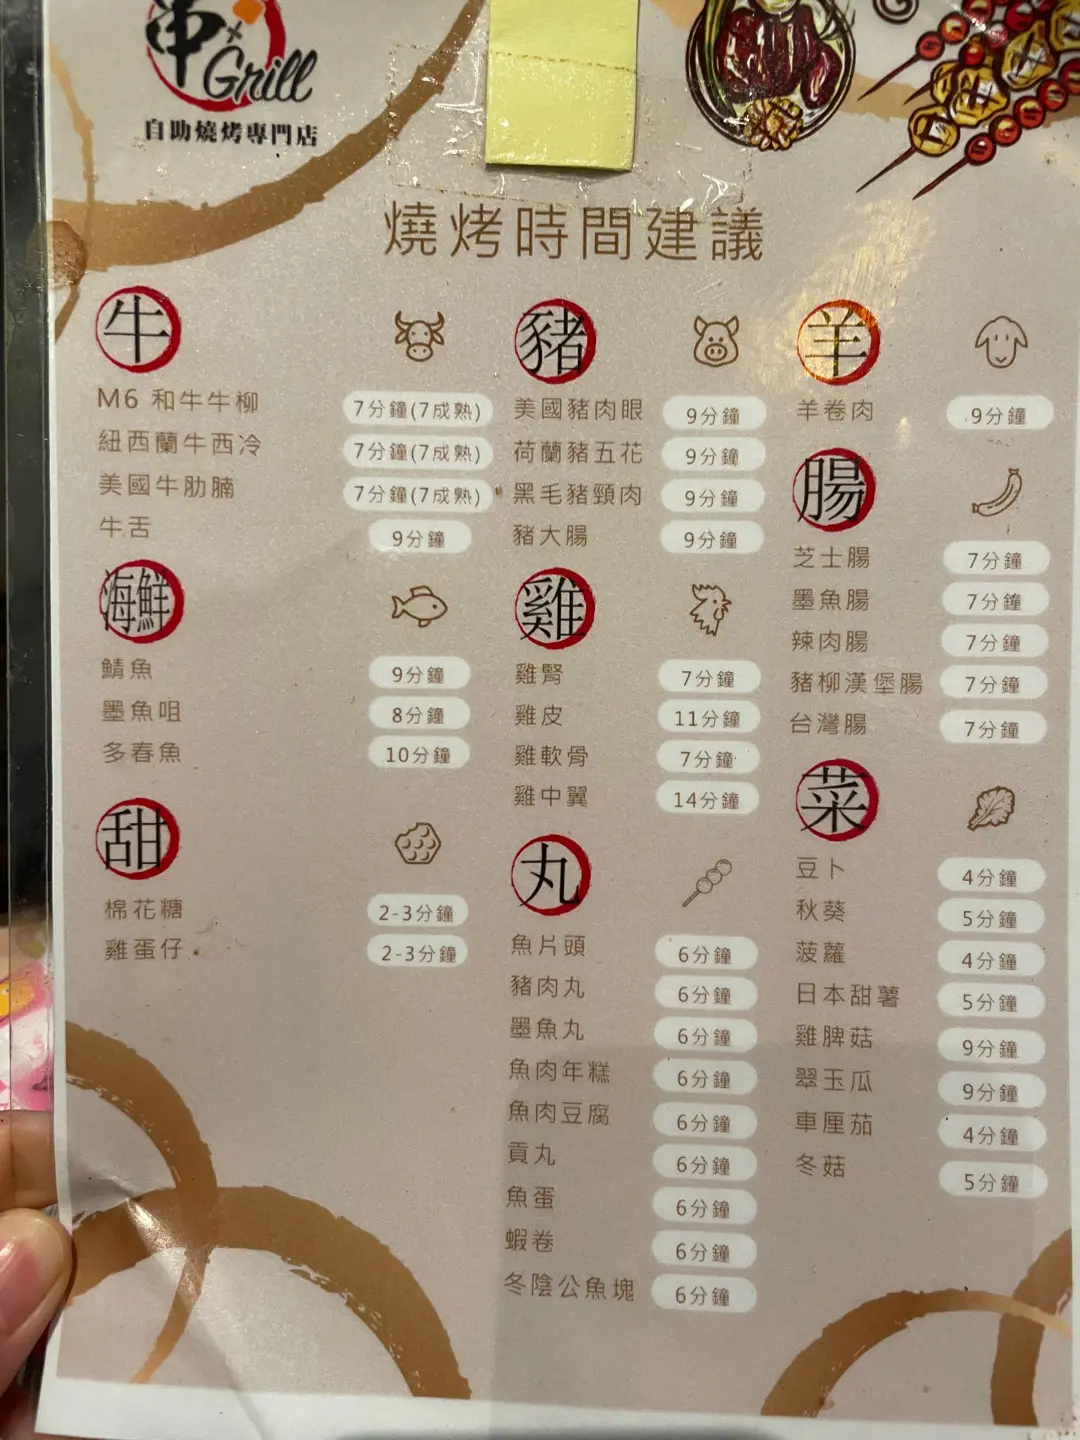 串
×
Grill
自助燒烤專門店
燒烤時間建議
牛
M6 和牛牛柳 7分鐘(7成熟)
紐西蘭牛西冷 7分鐘(7成熟)
美國牛肋腩 7分鐘(7成熟)
牛舌 9分鐘
海鮮
鯖魚 9分鐘
墨魚咀 8分鐘
多春魚 10分鐘
甜
棉花糖 2-3分鐘
雞蛋仔 2-3分鐘
豬
美國豬肉眼 9分鐘
荷蘭豬五花 9分鐘
黑毛豬頸肉 9分鐘
豬大腸 9分鐘
雞
雞腎 7分鐘
雞皮 11分鐘
雞軟骨 7分鐘
雞中翼 14分鐘
丸
魚片頭 6分鐘
豬肉丸 6分鐘
墨魚丸 6分鐘
魚肉年糕 6分鐘
魚肉豆腐 6分鐘
貢丸 6分鐘
魚蛋 6分鐘
蝦卷 6分鐘
冬陰公魚塊 6分鐘
羊
羊卷肉 9分鐘
腸
芝士腸 7分鐘
墨魚腸 7分鐘
辣肉腸 7分鐘
豬柳漢堡腸 7分鐘
台灣腸 7分鐘
菜
豆卜 4分鐘
秋葵 5分鐘
菠蘿 4分鐘
日本甜薯 5分鐘
雞脾菇 9分鐘
翠玉瓜 9分鐘
車厘茄 4分鐘
冬菇 5分鐘